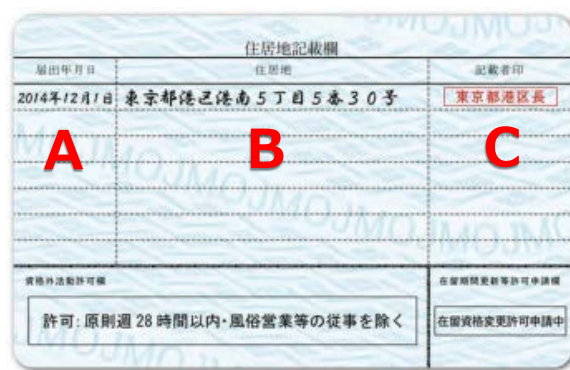 住居地記載欄
届出年月日 住居地 記載者印
2014年12月1日 東京都港区港南5丁目5番30号 東京都港区長
A B C
資格外活動許可欄 在留期間更新等許可申請欄
許可:原則週28時間以内・風俗営業等の従事を除く 在留資格変更許可申請中
MOJMOJMOJ